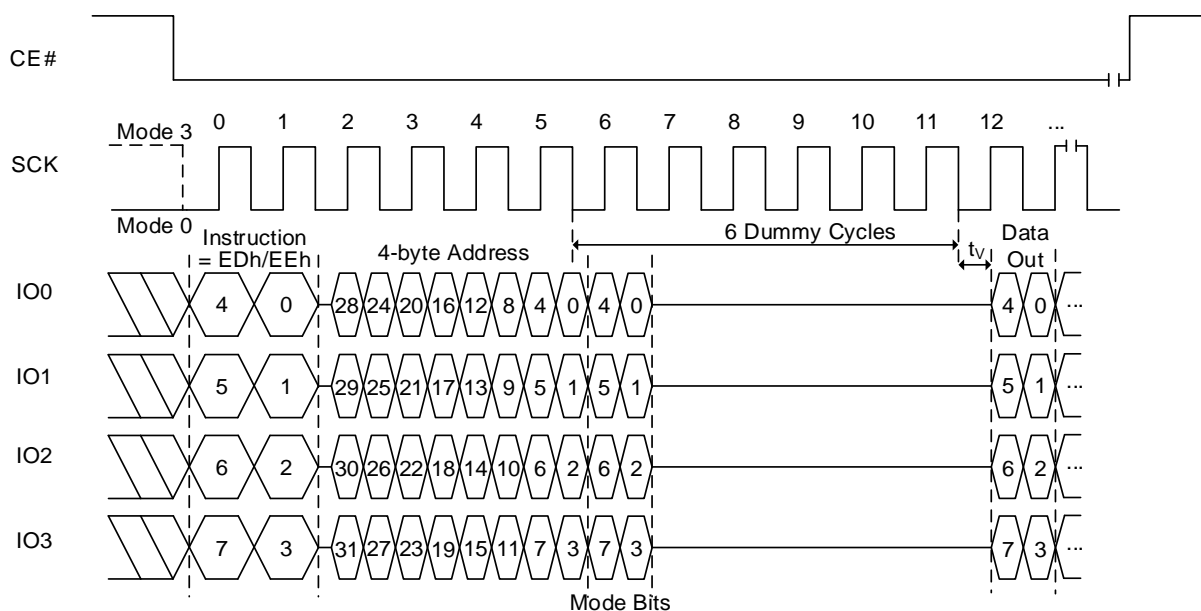 CE#
0 1 2 3 4 5 6 7 8 9 10 11 12 ...
Mode 3
SCK
Mode 0
Instruction
= EDh/EEh
4-byte Address
6 Dummy Cycles
tV
Data
Out
IO0 4 0 28 24 20 16 12 8 4 0 4 0 4 0 ...
IO1 5 1 29 25 21 17 13 9 5 1 5 1 5 1 ...
IO2 6 2 30 26 22 18 14 10 6 2 6 2 6 2 ...
IO3 7 3 31 27 23 19 15 11 7 3 7 3 7 3 ...
Mode Bits